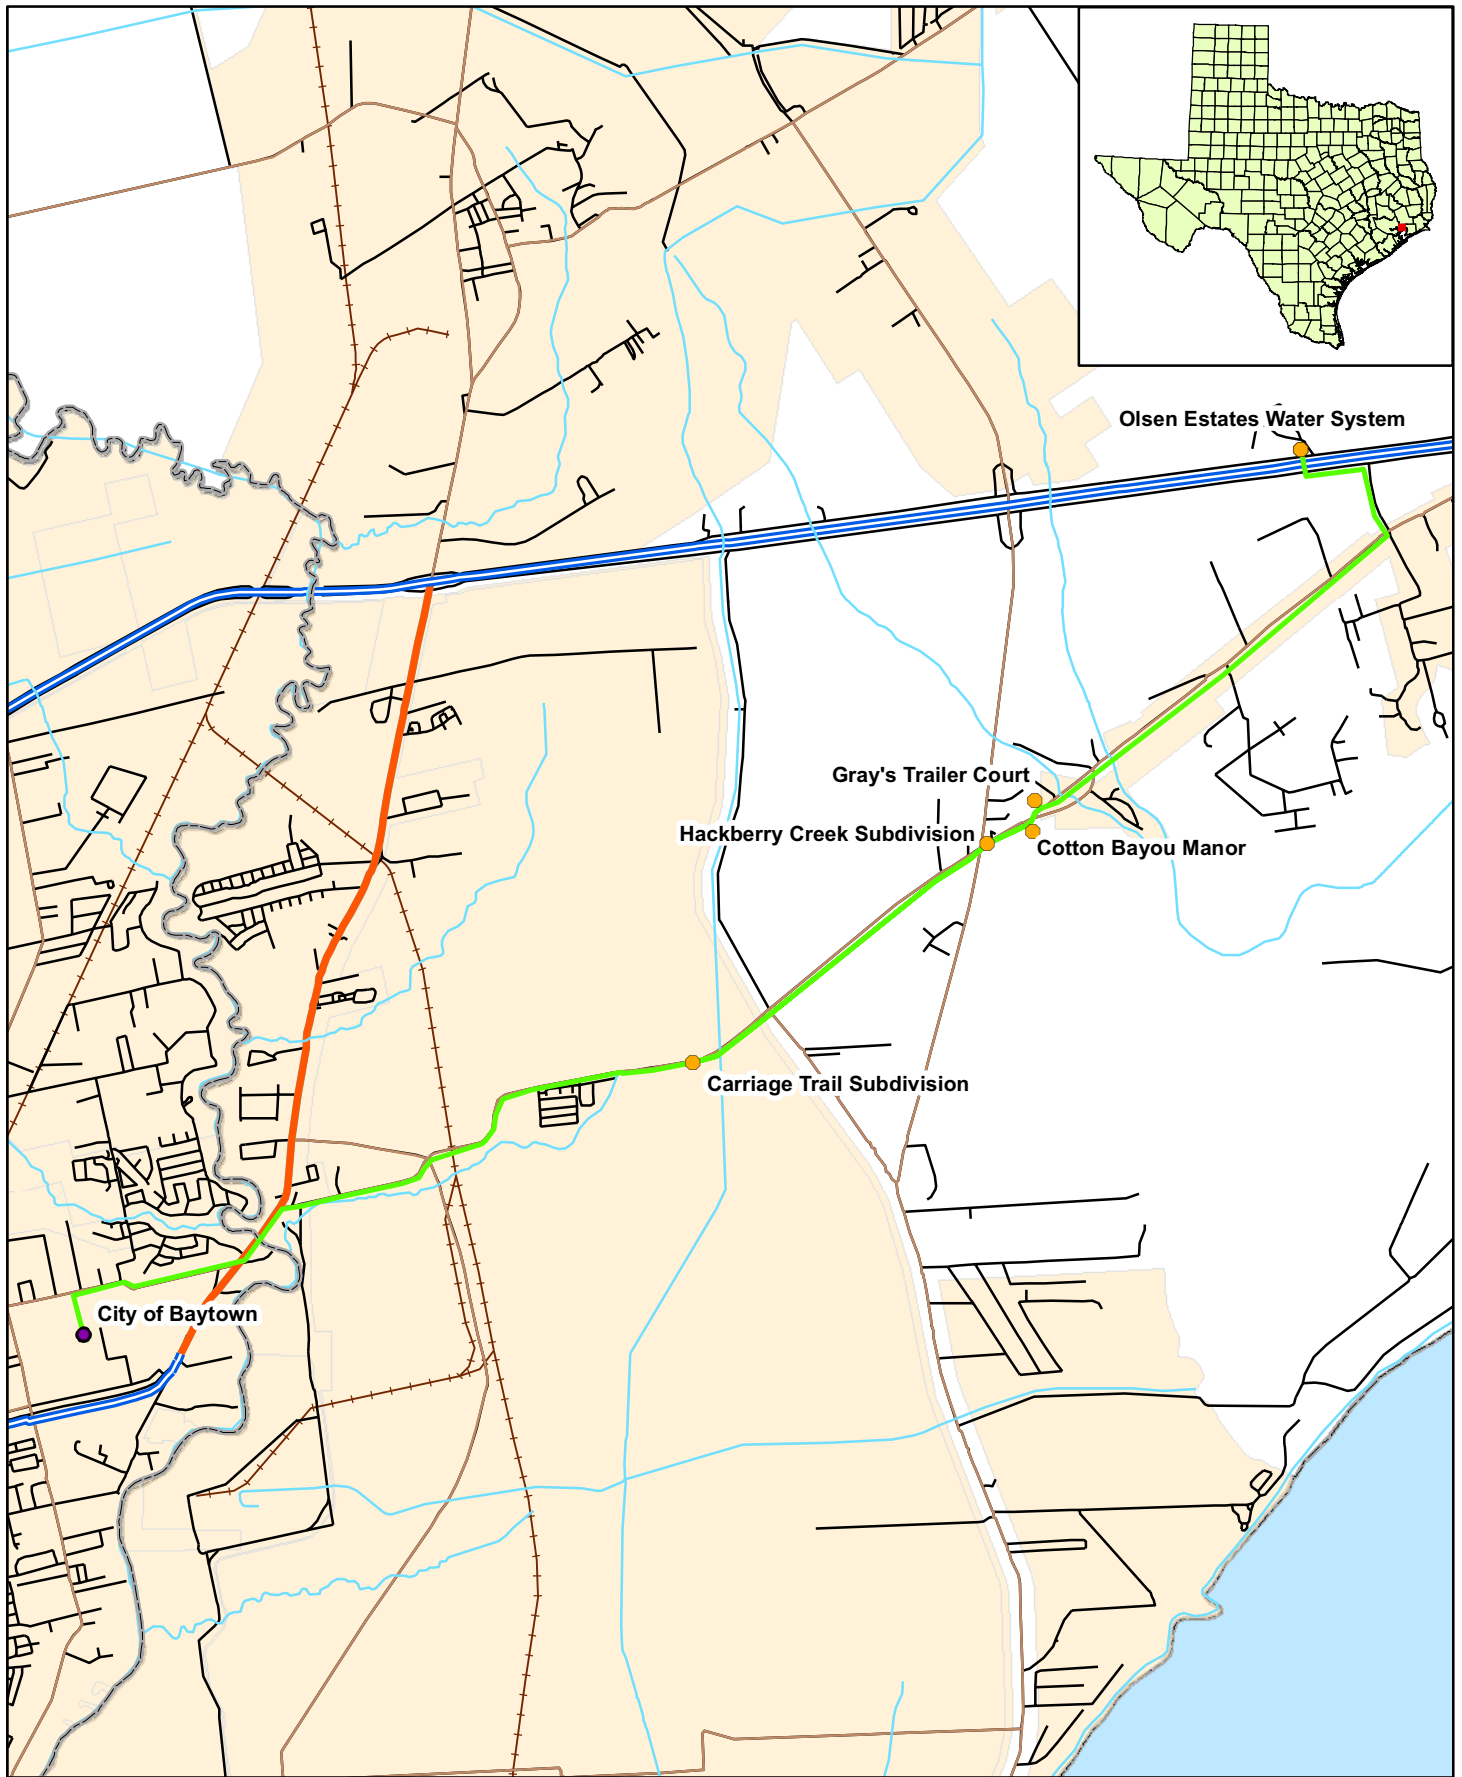 Olsen Estates Water System
Gray's Trailer Court
Hackberry Creek Subdivision
Cotton Bayou Manor
Carriage Trail Subdivision
City of Baytown